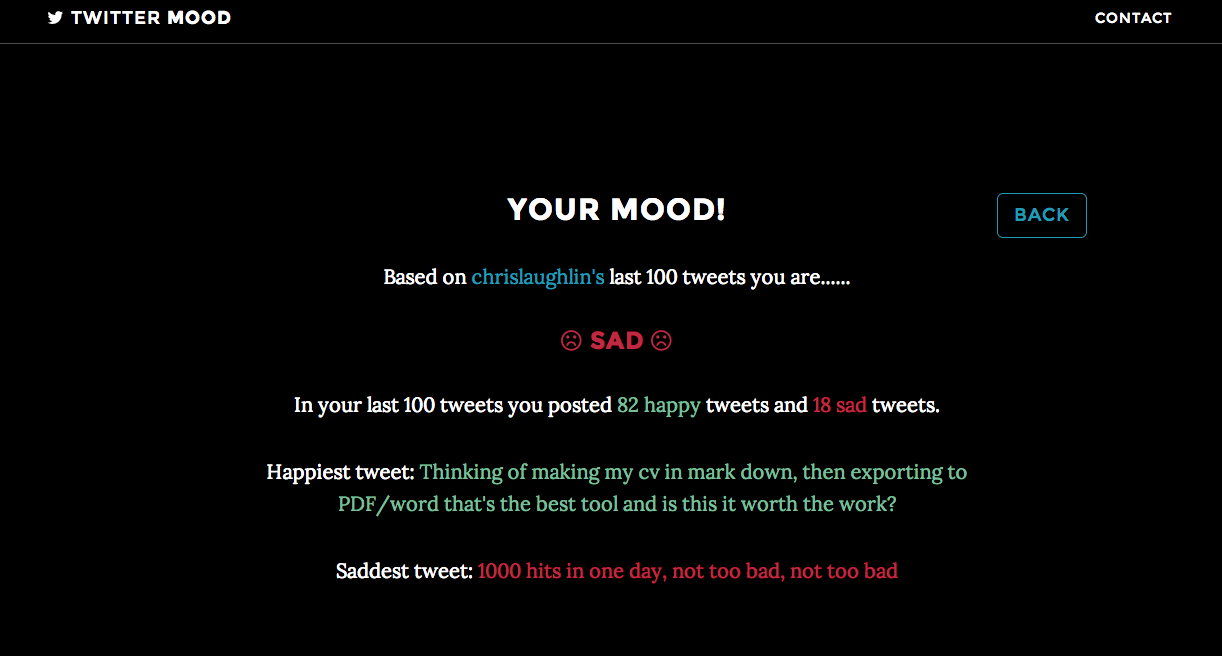 TWITTER MOOD
CONTACT
YOUR MOOD!
BACK
Based on chrislaughlin's last 100 tweets you are......
SAD
In your last 100 tweets you posted 82 happy tweets and 18 sad tweets.
Happiest tweet: Thinking of making my cv in mark down, then exporting to
PDF/word that's the best tool and is this it worth the work?
Saddest tweet: 1000 hits in one day, not too bad, not too bad